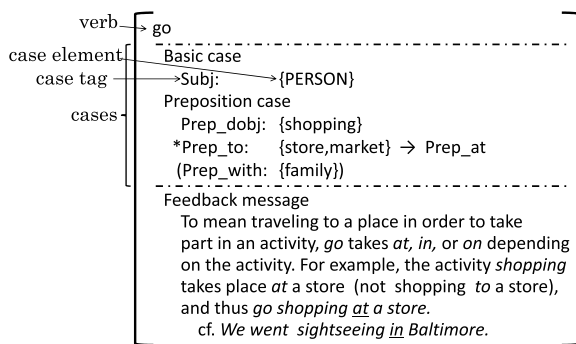 verb go
Basic case
case element
case tag Subj: {PERSON}
Preposition case
cases
Prep_dobj: {shopping}
*Prep_to: {store,market} → Prep_at
(Prep_with: {family})
Feedback message
To mean traveling to a place in order to take
part in an activity, go takes at, in, or on depending
on the activity. For example, the activity shopping
takes place at a store (not shopping to a store),
and thus go shopping at a store.
cf. We went sightseeing in Baltimore.